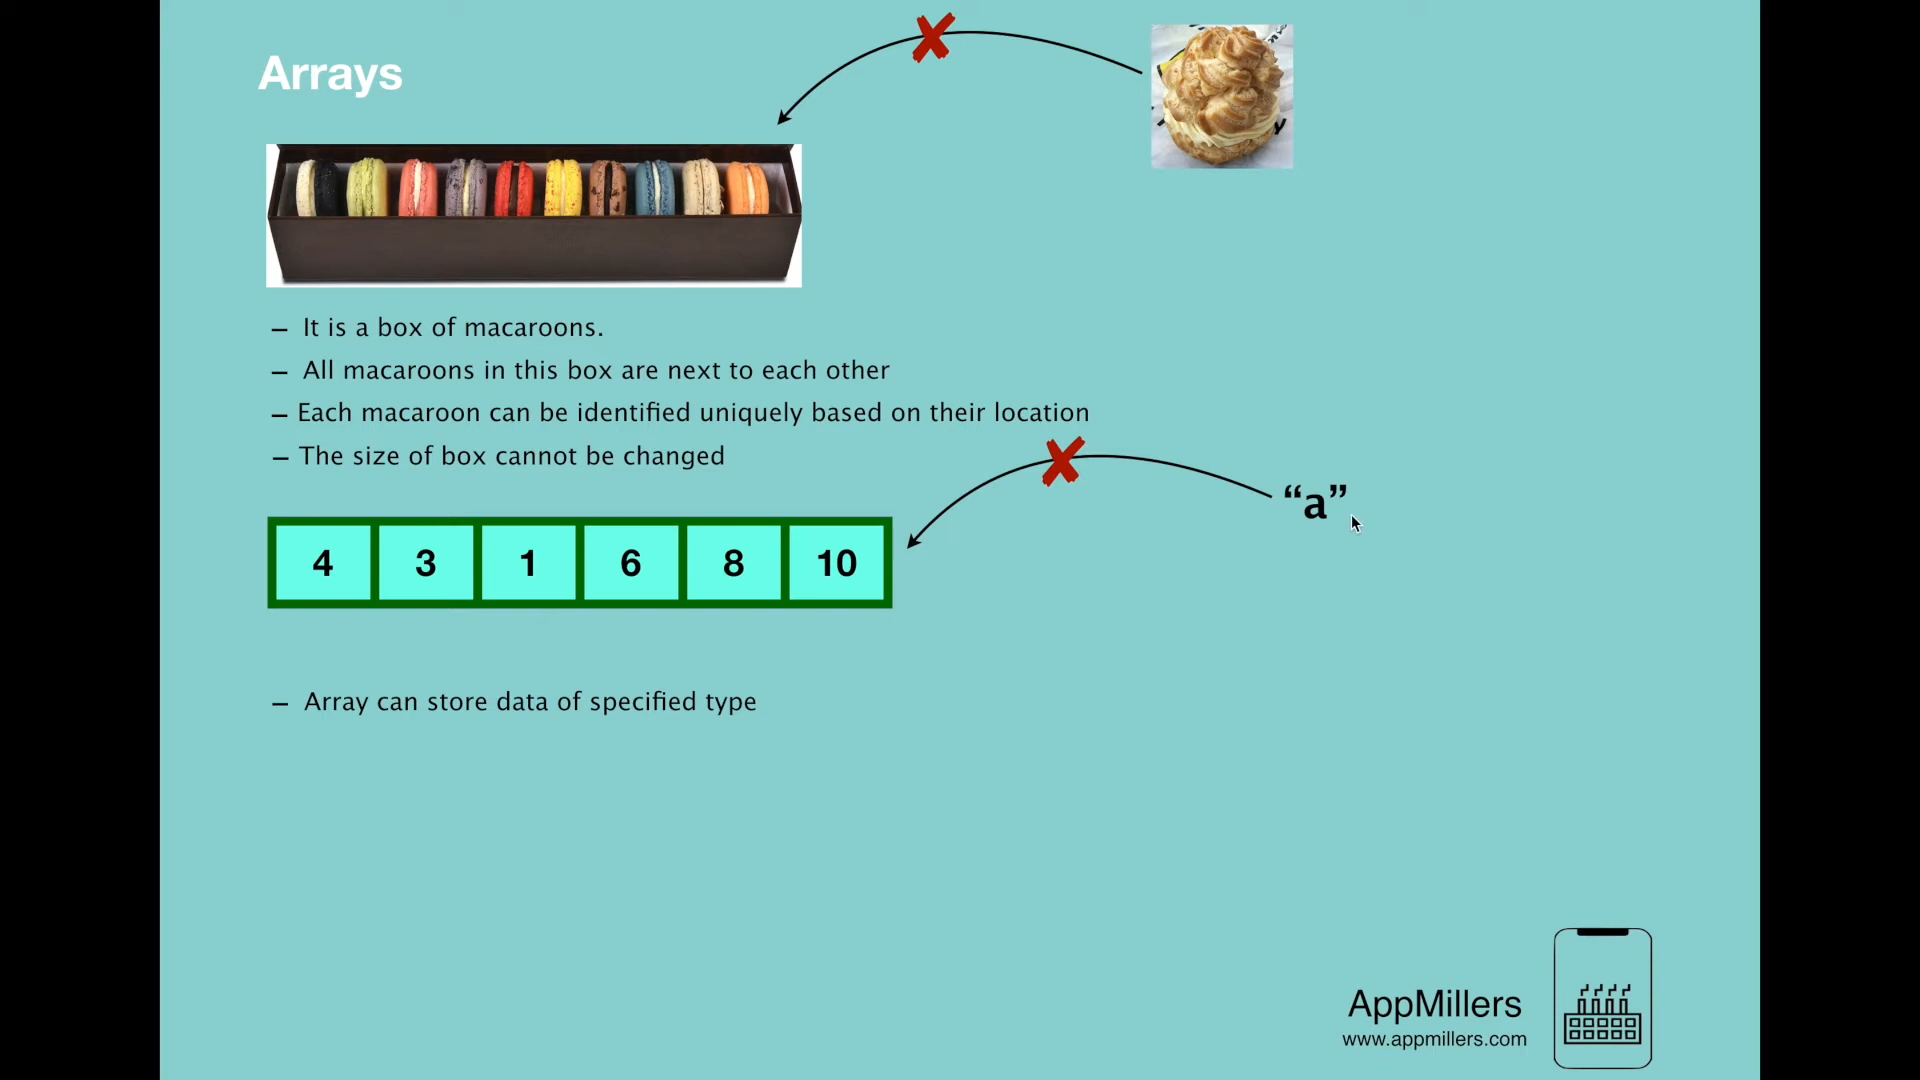 Arrays
– It is a box of macaroons.
– All macaroons in this box are next to each other
– Each macaroon can be identified uniquely based on their location
– The size of box cannot be changed
“a”
4 3 1 6 8 10
– Array can store data of specified type
AppMillers
www.appmillers.com